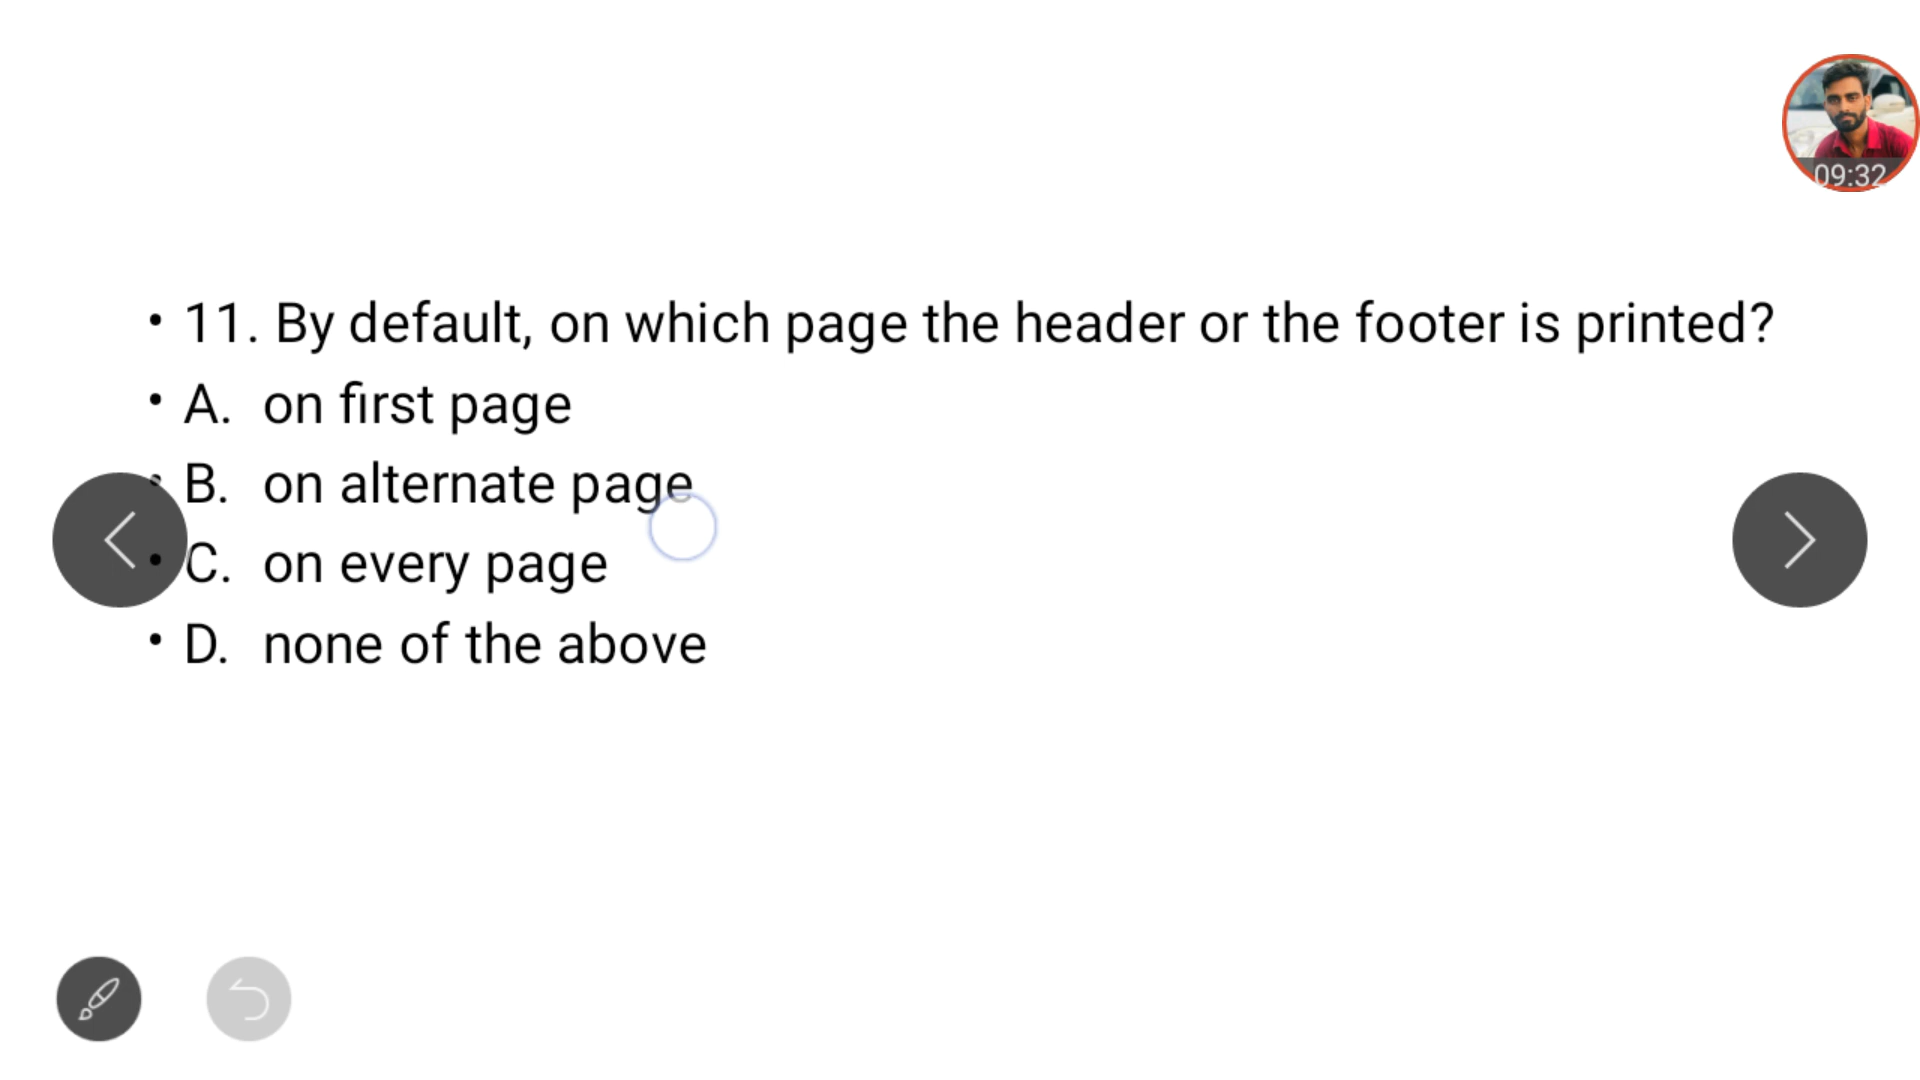 09:32
• 11. By default, on which page the header or the footer is printed?
• A. on first page
• B. on alternate page
• C. on every page
• D. none of the above